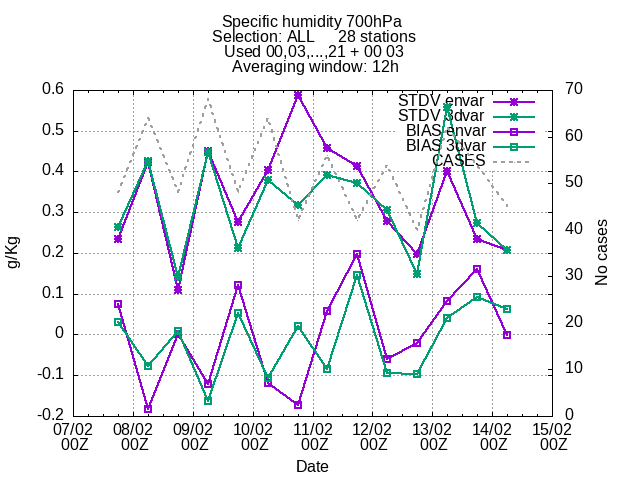 Specific humidity 700hPa
Selection: ALL 28 stations
Used 00,03,...,21 + 00 03
Averaging window: 12h
0.6
0.5
0.4
0.3
0.2
0.1
0
-0.1
-0.2
g/Kg
70
60
50
40
30
20
10
0
No cases
STDV envar
STDV 3dvar
BIAS envar
BIAS 3dvar
CASES
07/02 08/02 09/02 10/02 11/02 12/02 13/02 14/02 15/02
00Z 00Z 00Z 00Z 00Z 00Z 00Z 00Z 00Z
Date